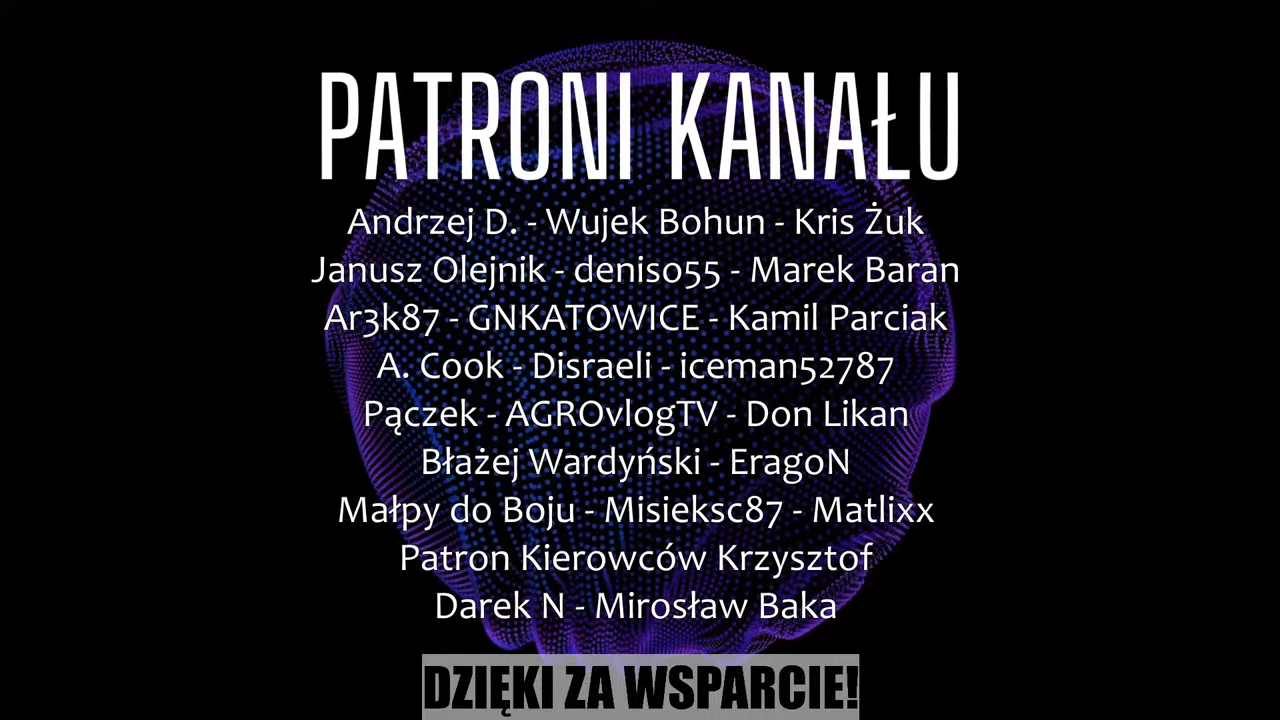 PATRONI KANAŁU
Andrzej D. - Wujek Bohun - Kris Żuk
Janusz Olejnik - deniso55 - Marek Baran
Ar3k87 - GNKATOWICE - Kamil Parciak
A. Cook - Disraeli - iceman52787
Pączek - AGROvlogTV - Don Likan
Błażej Wardyński - EragoN
Małpy do Boju - Misieksc87 - Matlixx
Patron Kierowców Krzysztof
Darek N - Mirosław Baka
DZIĘKI ZA WSPARCIE!